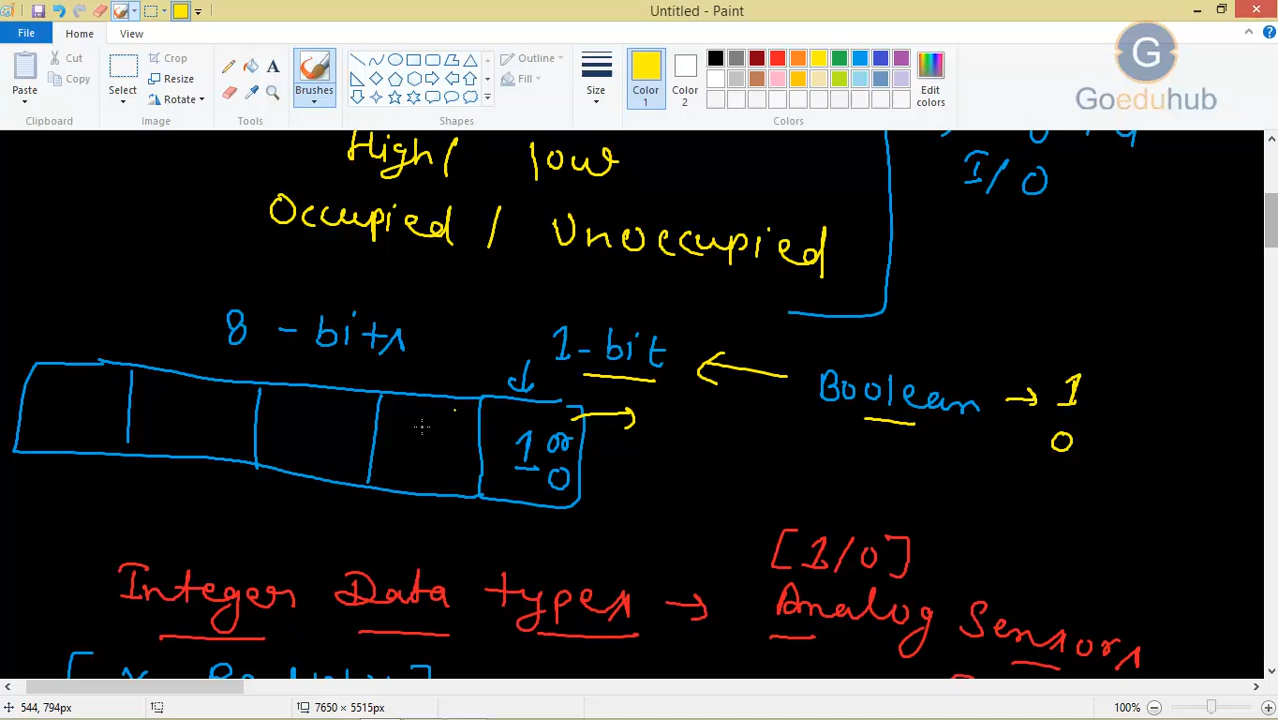 Untitled - Paint
File Home View
Paste Cut Copy Clipboard
Select Crop Resize Rotate Image
Tools
Brushes
Outline Fill Shapes
Size
Color 1 Color 2 Edit colors Colors
G
Goeduhub
High/ low
I/O
Occupied / Unoccupied
8 - bits
1 - bit
Boolean → 1
0
1 or
0
[1/0]
Integer Data types → Analog Sensors
544, 794px 7650 × 5515px 100%